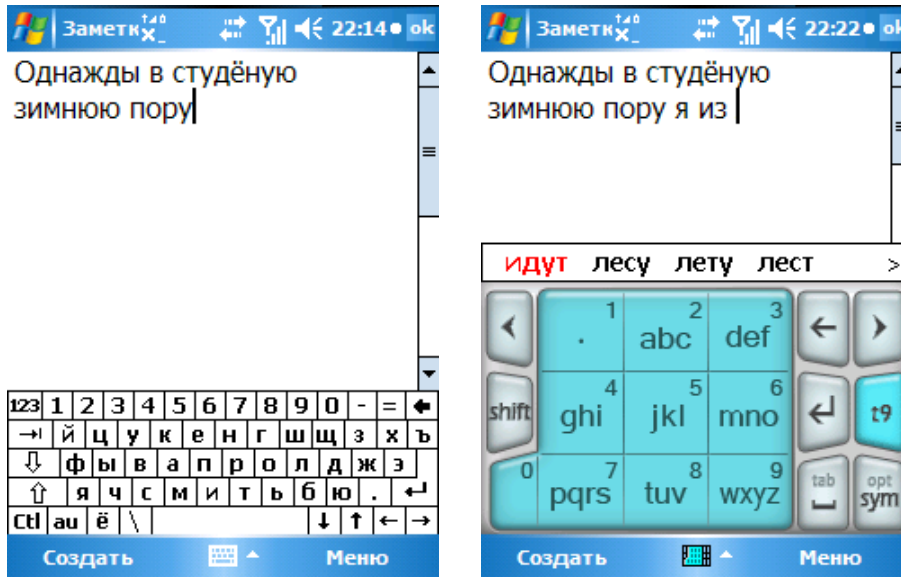 Заметк 22:14 ok
Однажды в студёную
зимнюю пору
123 1 2 3 4 5 6 7 8 9 0 - =
й ц у к е н г ш щ з х ъ
ф ы в а п р о л д ж э
я ч с м и т ь б ю .
Ctl au ё \
Создать Меню
Заметк 22:22 ok
Однажды в студёную
зимнюю пору я из
идут лесу лету лест >
1 2 3
. abc def
shift 4 5 6
ghi jkl mno t9
0 7 8 9 tab opt
pqrs tuv wxyz sym
Создать Меню